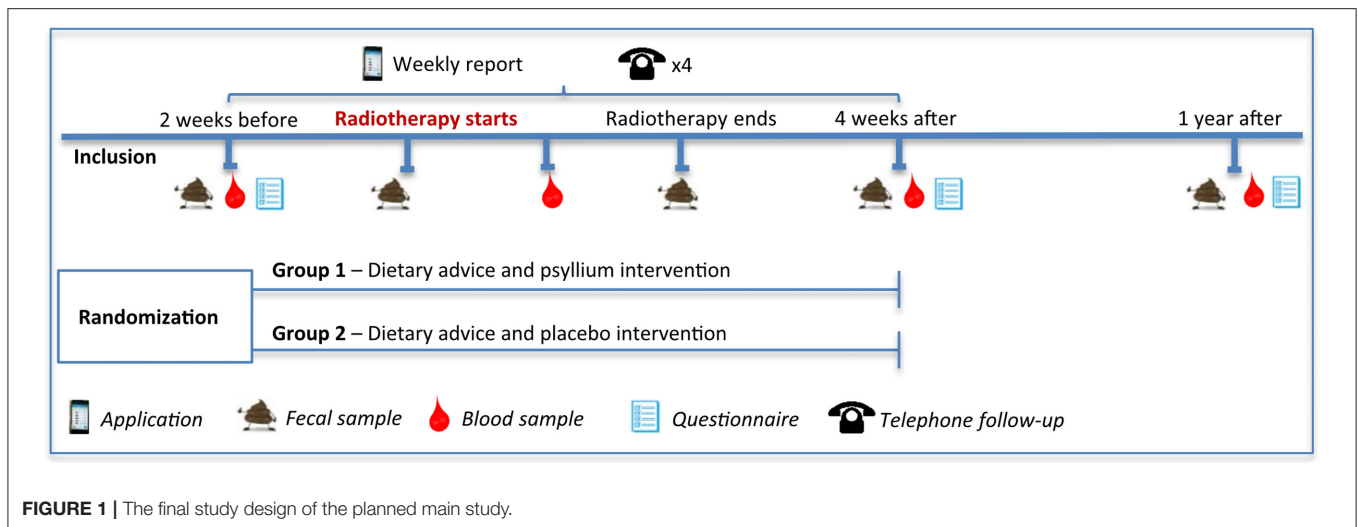 Weekly report x4
2 weeks before Radiotherapy starts Radiotherapy ends 4 weeks after 1 year after
Inclusion
Group 1 – Dietary advice and psyllium intervention
Randomization
Group 2 – Dietary advice and placebo intervention
Application Fecal sample Blood sample Questionnaire Telephone follow-up
FIGURE 1 | The final study design of the planned main study.